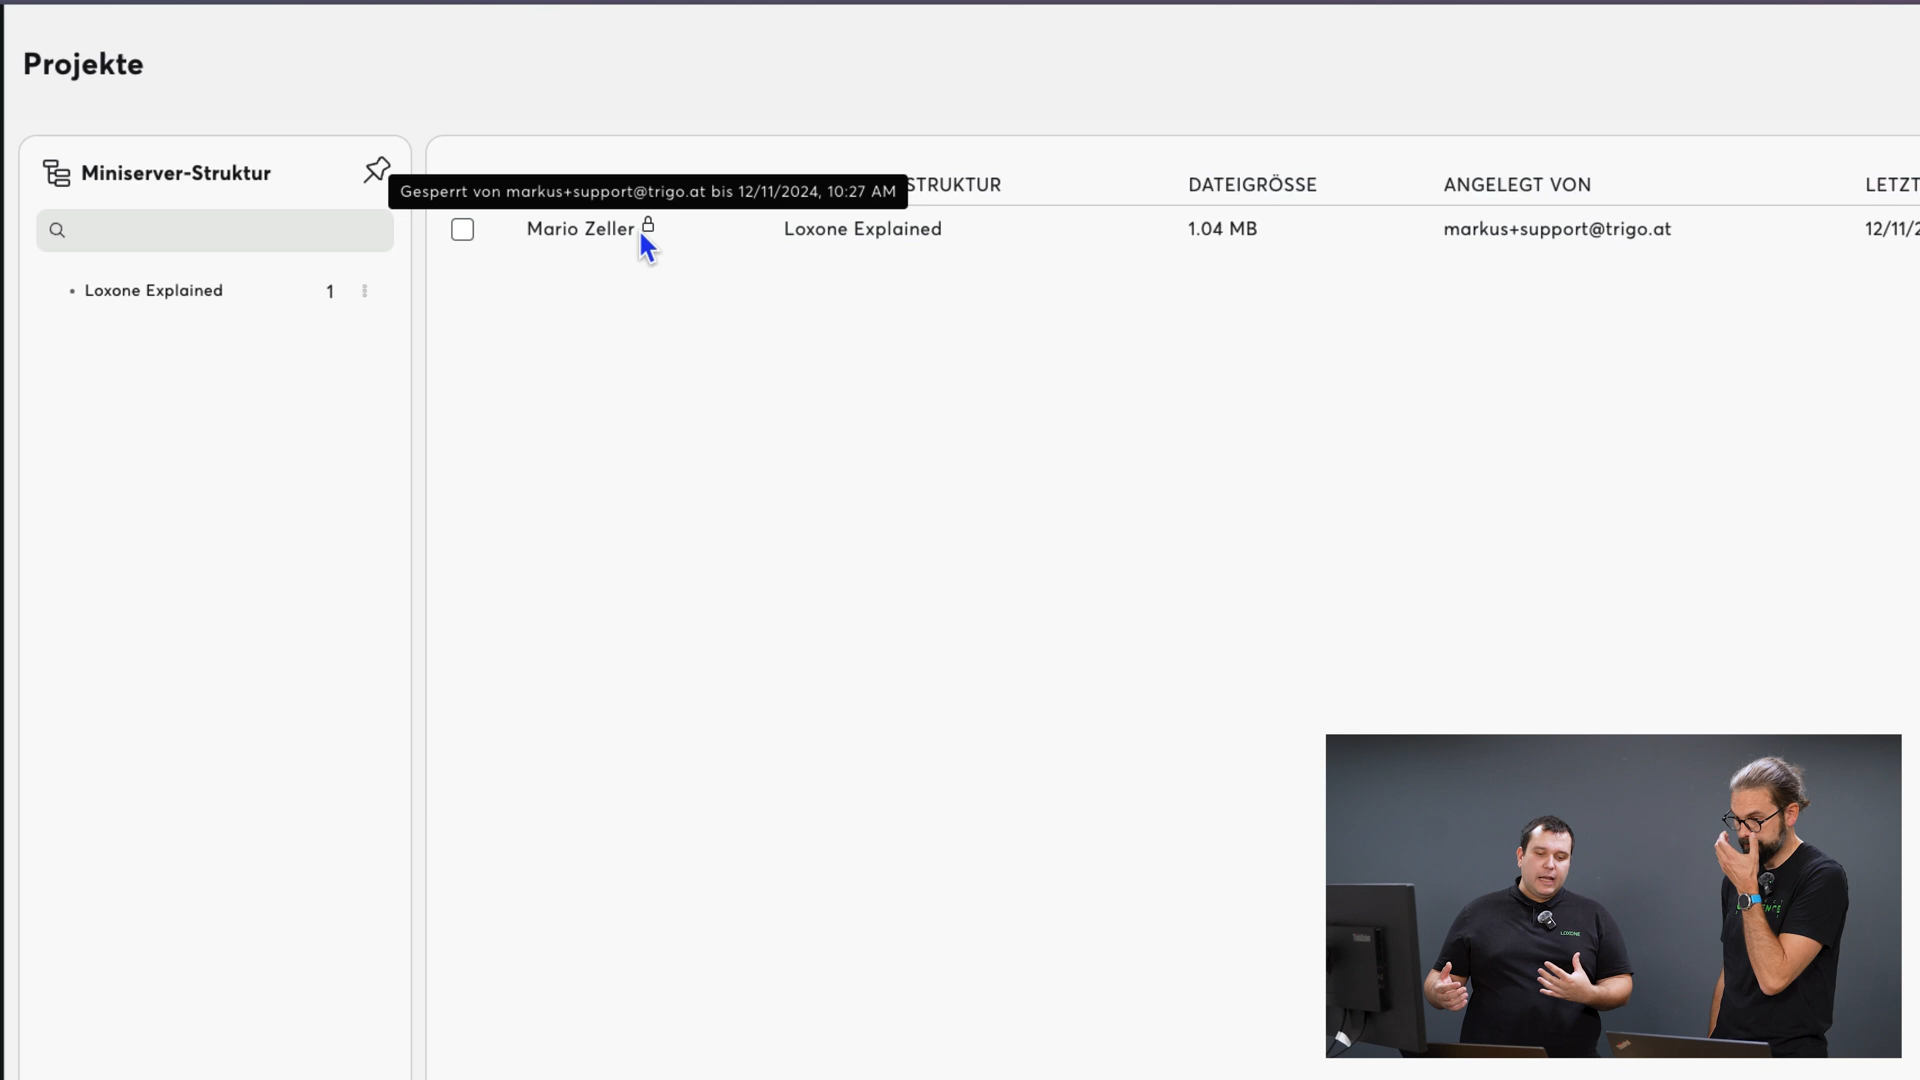 Projekte
Miniserver-Struktur
Loxone Explained 1
Gesperrt von markus+support@trigo.at bis 12/11/2024, 10:27 AM
STRUKTUR DATEIGRÖSSE ANGELEGT VON LETZT
Mario Zeller Loxone Explained 1.04 MB markus+support@trigo.at 12/11/2
LOXONE